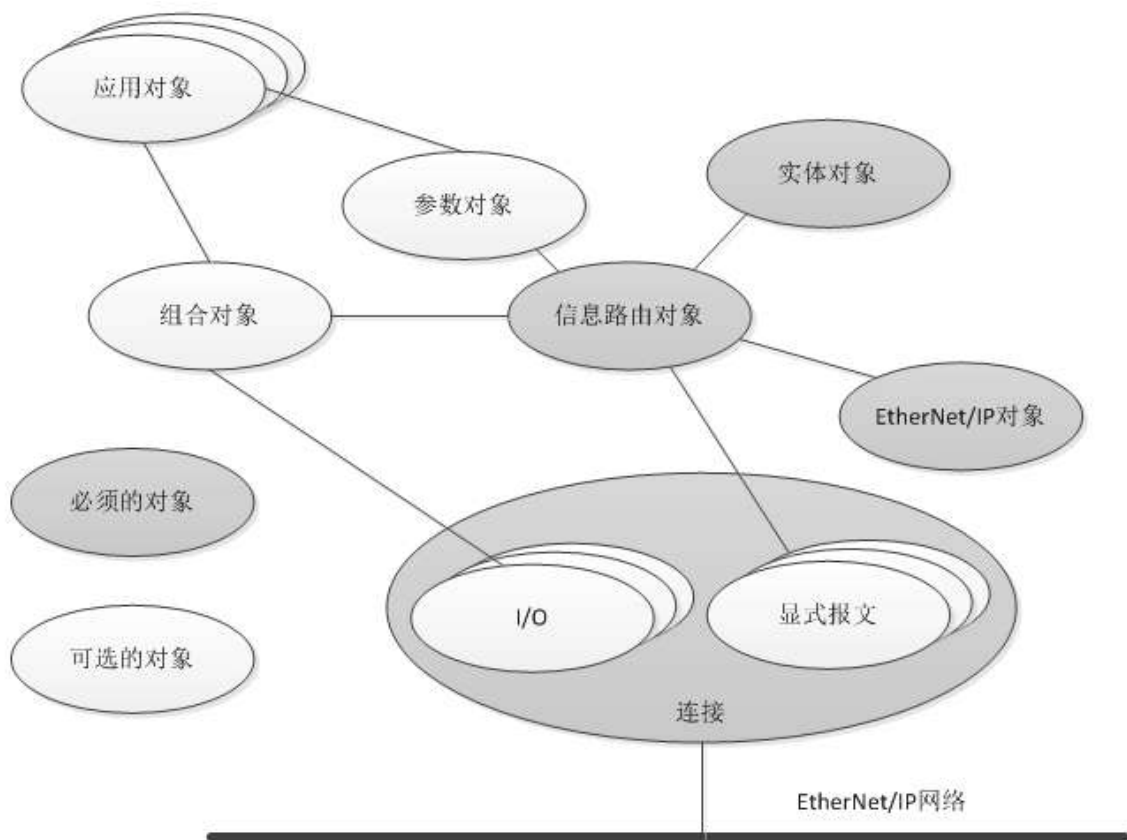 应用对象
实体对象
参数对象
组合对象
信息路由对象
EtherNet/IP对象
必须的对象
I/O
显式报文
可选的对象
连接
EtherNet/IP网络